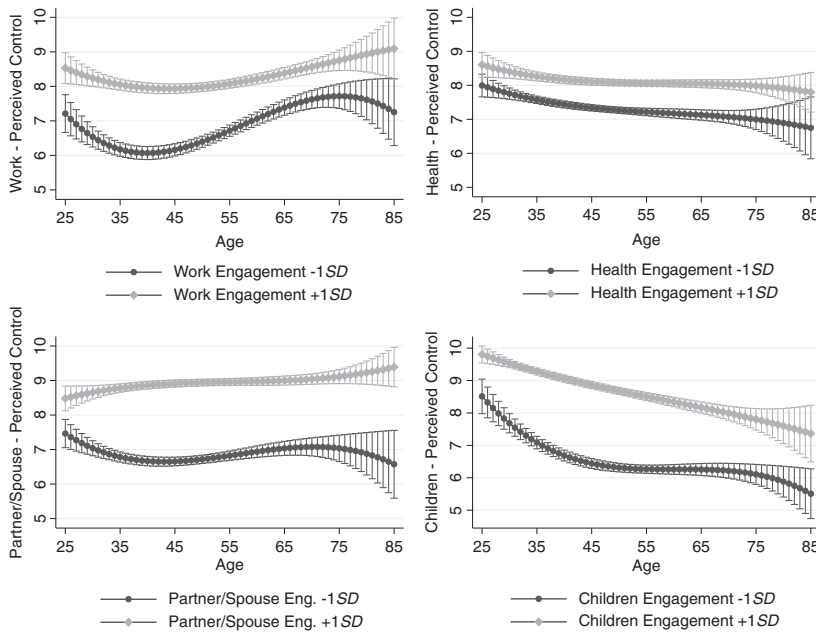 Work - Perceived Control
10
9
8
7
6
5
25 35 45 55 65 75 85
Age
Work Engagement -1SD
Work Engagement +1SD
Health - Perceived Control
10
9
8
7
6
5
25 35 45 55 65 75 85
Age
Health Engagement -1SD
Health Engagement +1SD
Partner/Spouse - Perceived Control
10
9
8
7
6
5
25 35 45 55 65 75 85
Age
Partner/Spouse Eng. -1SD
Partner/Spouse Eng. +1SD
Children - Perceived Control
10
9
8
7
6
5
25 35 45 55 65 75 85
Age
Children Engagement -1SD
Children Engagement +1SD